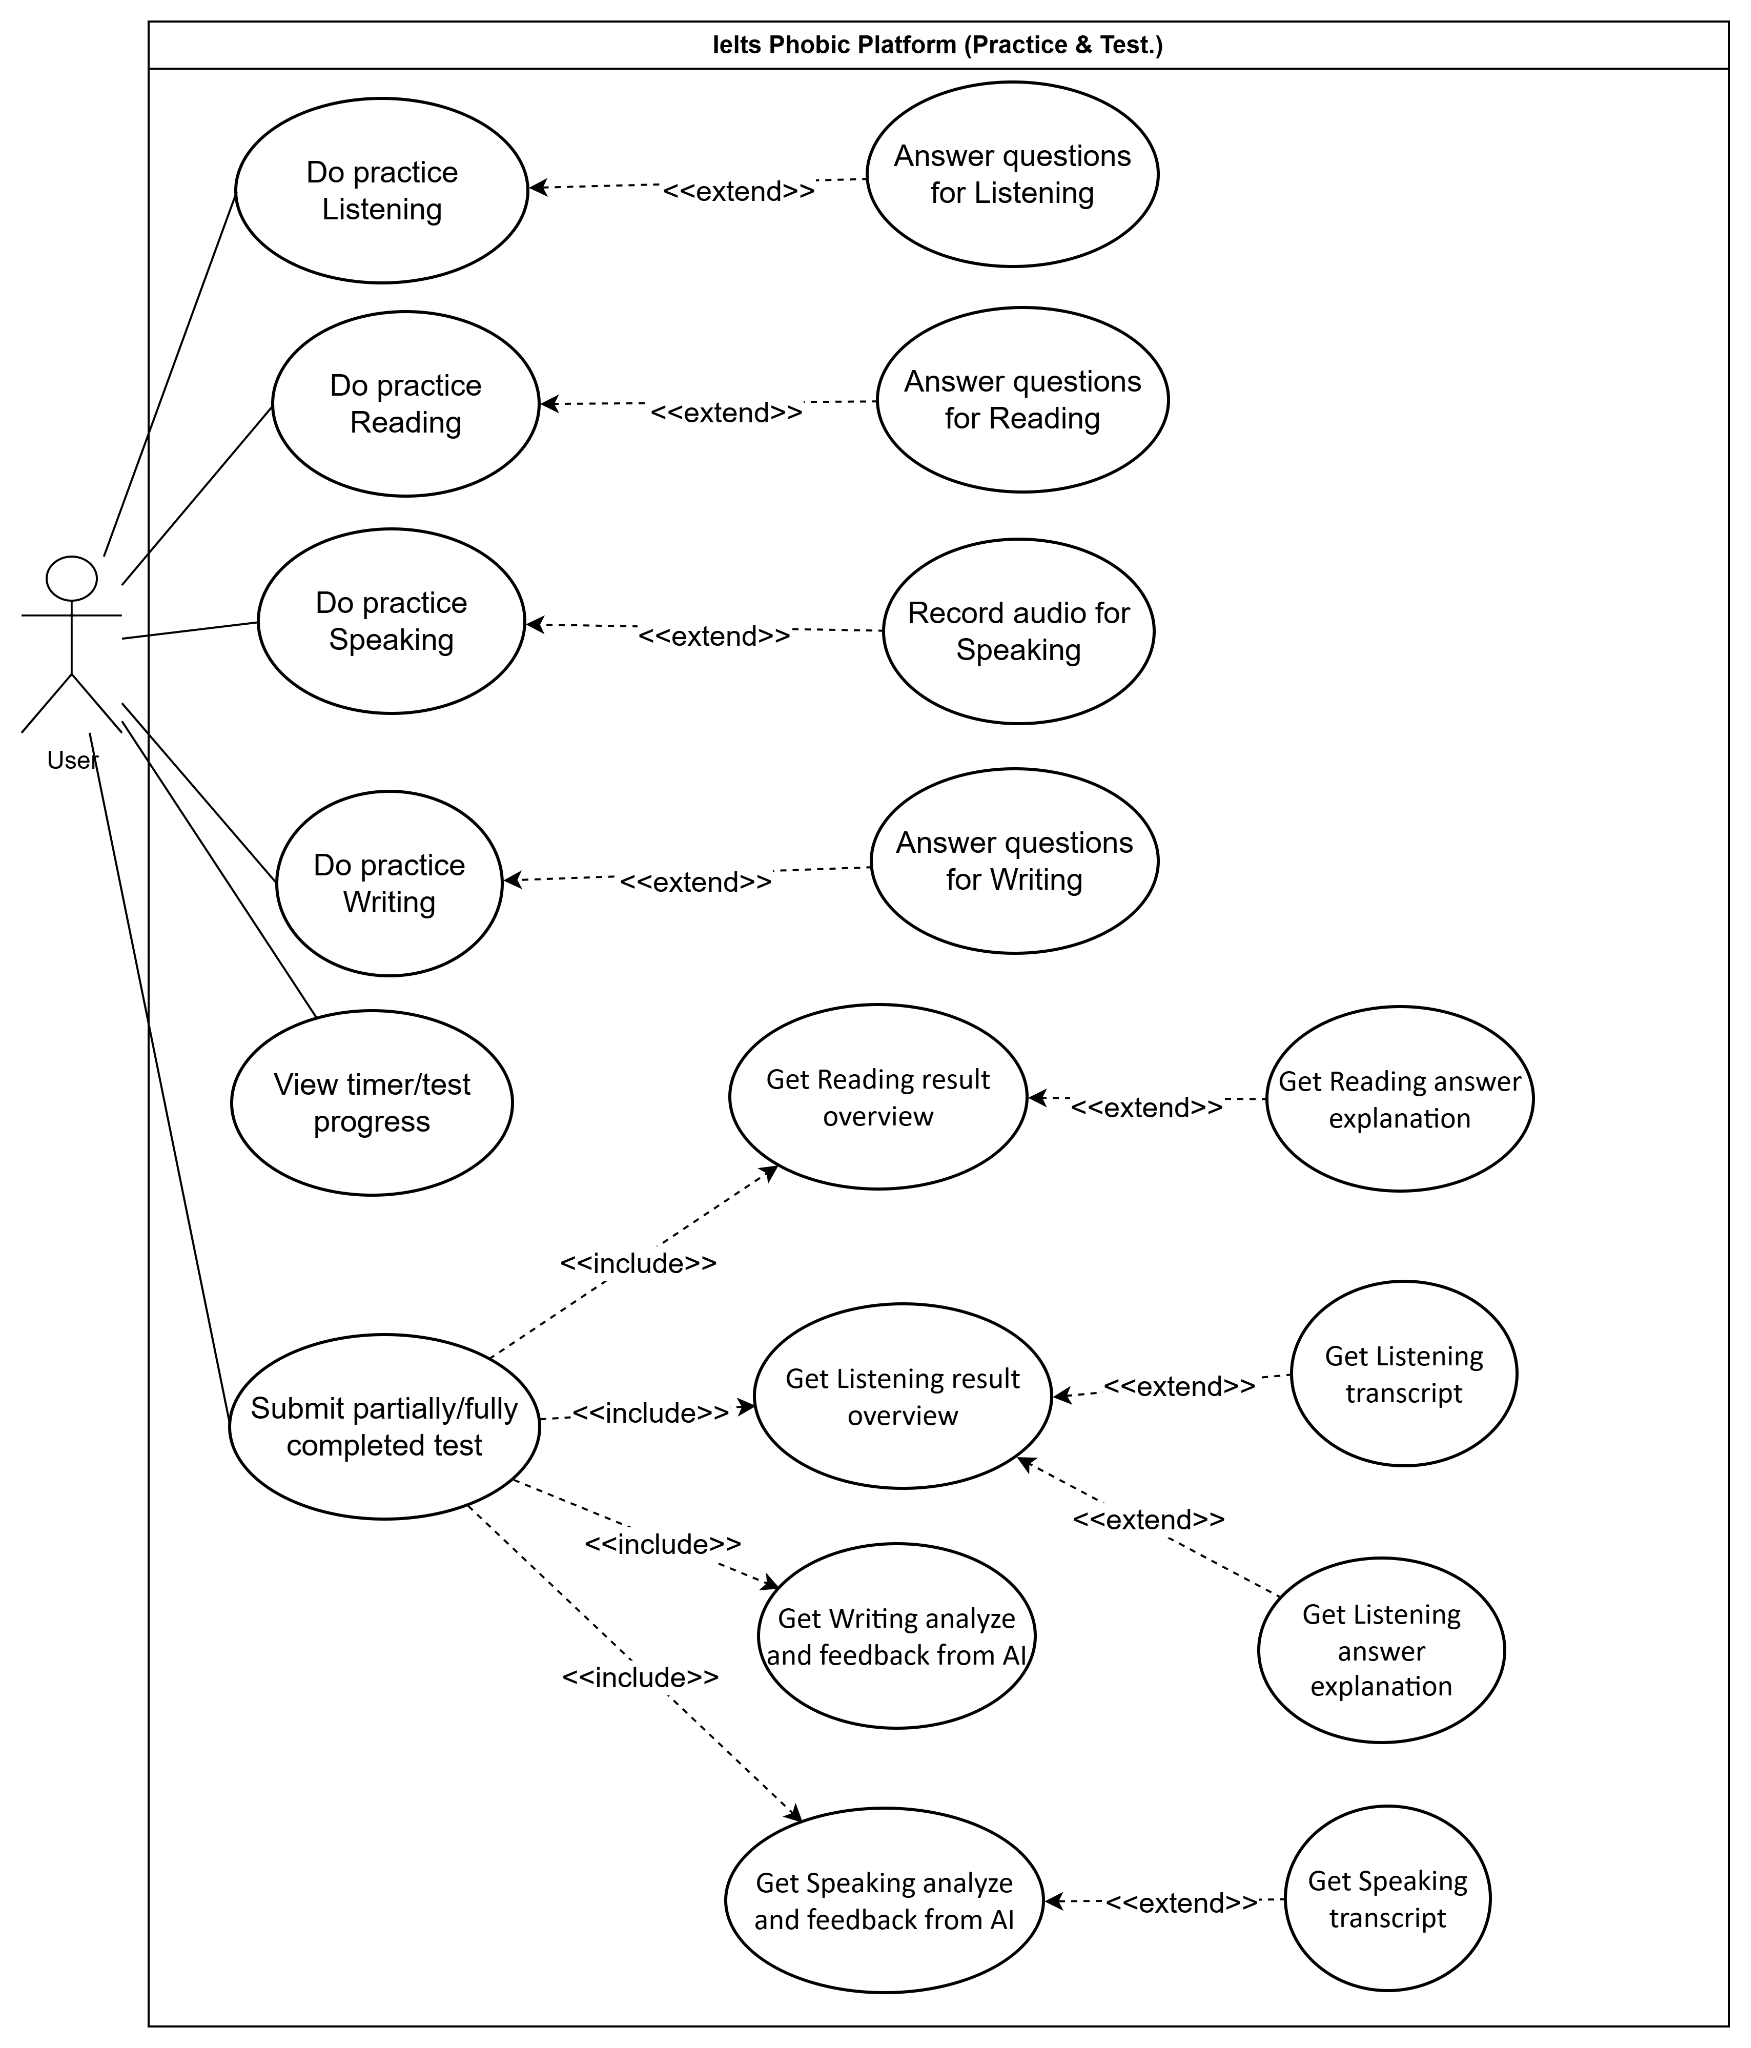 Ielts Phobic Platform (Practice & Test.)
Do practice
Listening
<<extend>>
Answer questions
for Listening
Do practice
Reading
<<extend>>
Answer questions
for Reading
Do practice
Speaking
<<extend>>
Record audio for
Speaking
User
Do practice
Writing
<<extend>>
Answer questions
for Writing
View timer/test
progress
Get Reading result
overview
<<extend>>
Get Reading answer
explanation
<<include>>
Submit partially/fully
completed test
<<include>>
Get Listening result
overview
<<extend>>
Get Listening
transcript
<<extend>>
Get Listening
answer
explanation
<<include>>
Get Writing analyze
and feedback from AI
<<include>>
Get Speaking analyze
and feedback from AI
<<extend>>
Get Speaking
transcript